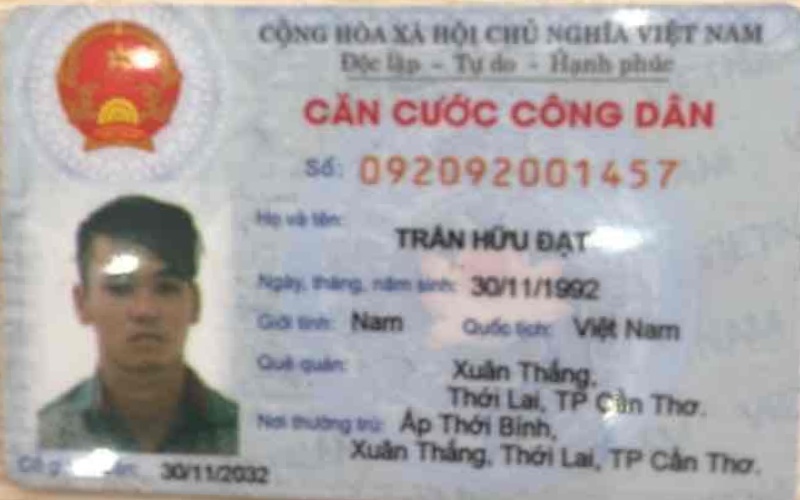 CỘNG HÒA XÃ HỘI CHỦ NGHĨA VIỆT NAM
Độc lập - Tự do - Hạnh phúc
CĂN CƯỚC CÔNG DÂN
Số: 092092001457
Họ và tên:
TRẦN HỮU ĐẠT
Ngày, tháng, năm sinh: 30/11/1992
Giới tính: Nam Quốc tịch: Việt Nam
Quê quán: Xuân Thắng,
Thới Lai, TP Cần Thơ.
Nơi thường trú: Ấp Thới Bình,
Xuân Thắng, Thới Lai, TP Cần Thơ.
30/11/2032